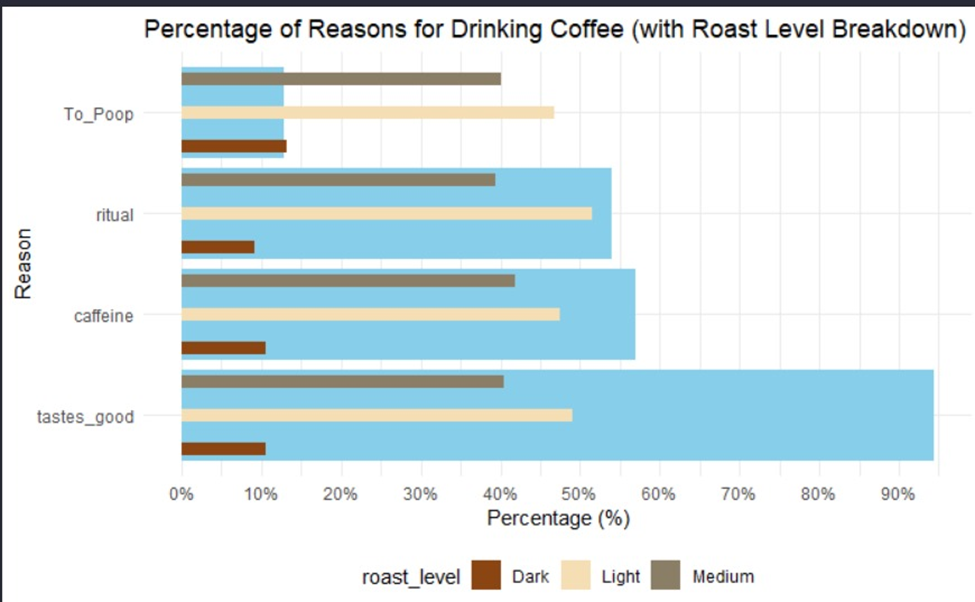 Percentage of Reasons for Drinking Coffee (with Roast Level Breakdown)
Reason
To_Poop
ritual
caffeine
tastes_good
0% 10% 20% 30% 40% 50% 60% 70% 80% 90%
Percentage (%)
roast_level Dark Light Medium